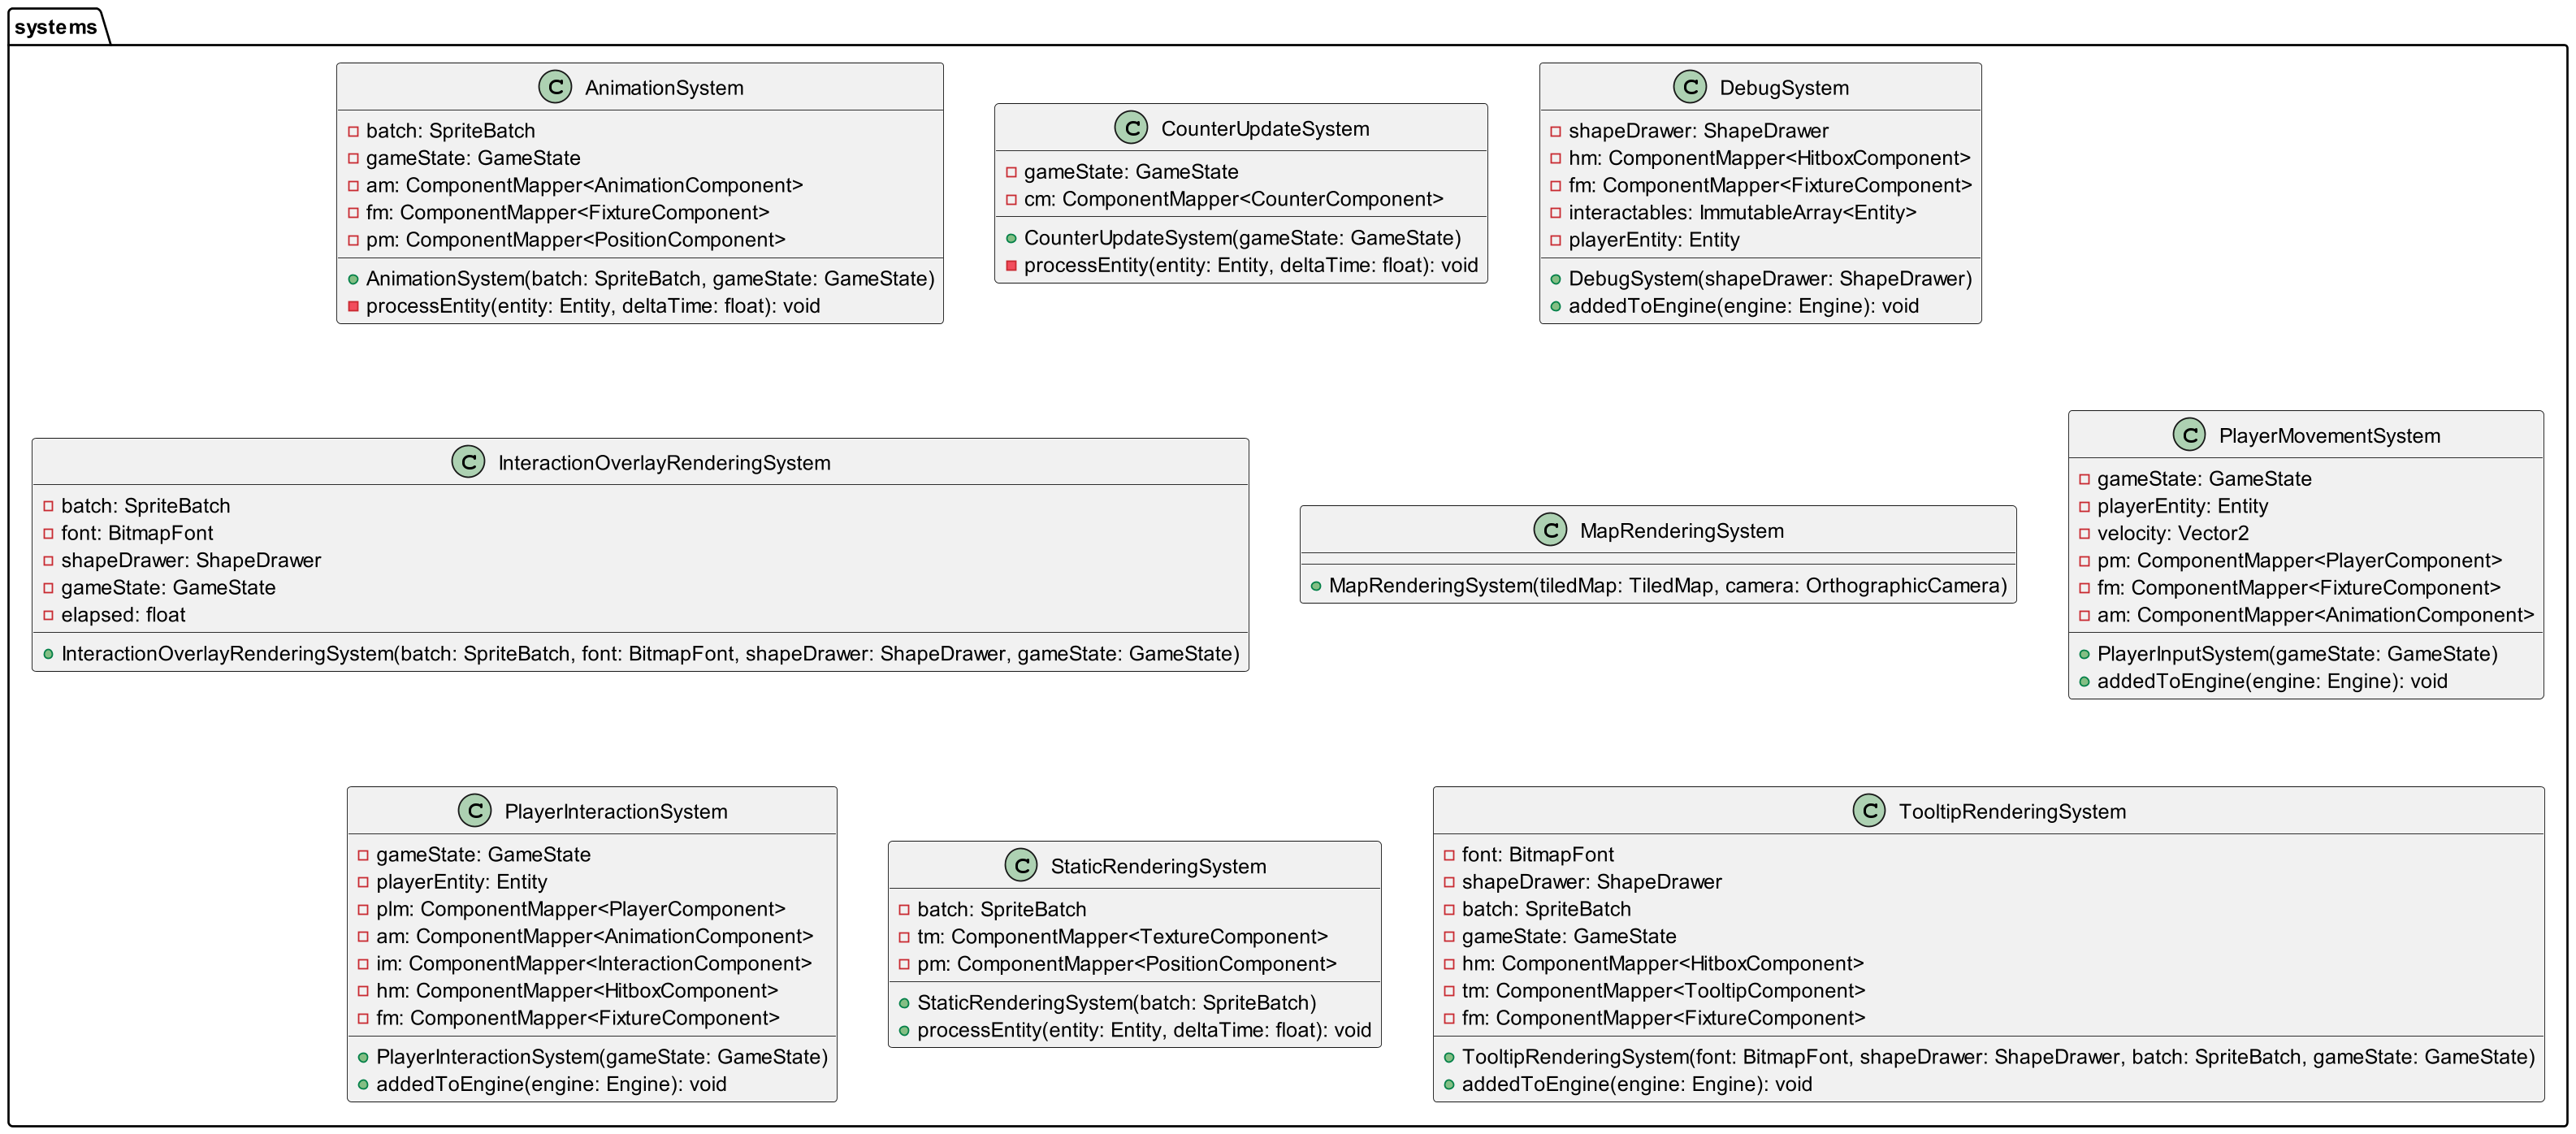 systems
C AnimationSystem
batch: SpriteBatch
gameState: GameState
am: ComponentMapper<AnimationComponent>
fm: ComponentMapper<FixtureComponent>
pm: ComponentMapper<PositionComponent>
AnimationSystem(batch: SpriteBatch, gameState: GameState)
processEntity(entity: Entity, deltaTime: float): void
C CounterUpdateSystem
gameState: GameState
cm: ComponentMapper<CounterComponent>
CounterUpdateSystem(gameState: GameState)
processEntity(entity: Entity, deltaTime: float): void
C DebugSystem
shapeDrawer: ShapeDrawer
hm: ComponentMapper<HitboxComponent>
fm: ComponentMapper<FixtureComponent>
interactables: ImmutableArray<Entity>
playerEntity: Entity
DebugSystem(shapeDrawer: ShapeDrawer)
addedToEngine(engine: Engine): void
C InteractionOverlayRenderingSystem
batch: SpriteBatch
font: BitmapFont
shapeDrawer: ShapeDrawer
gameState: GameState
elapsed: float
InteractionOverlayRenderingSystem(batch: SpriteBatch, font: BitmapFont, shapeDrawer: ShapeDrawer, gameState: GameState)
C MapRenderingSystem
MapRenderingSystem(tiledMap: TiledMap, camera: OrthographicCamera)
C PlayerMovementSystem
gameState: GameState
playerEntity: Entity
velocity: Vector2
pm: ComponentMapper<PlayerComponent>
fm: ComponentMapper<FixtureComponent>
am: ComponentMapper<AnimationComponent>
PlayerInputSystem(gameState: GameState)
addedToEngine(engine: Engine): void
C PlayerInteractionSystem
gameState: GameState
playerEntity: Entity
plm: ComponentMapper<PlayerComponent>
am: ComponentMapper<AnimationComponent>
im: ComponentMapper<InteractionComponent>
hm: ComponentMapper<HitboxComponent>
fm: ComponentMapper<FixtureComponent>
PlayerInteractionSystem(gameState: GameState)
addedToEngine(engine: Engine): void
C StaticRenderingSystem
batch: SpriteBatch
tm: ComponentMapper<TextureComponent>
pm: ComponentMapper<PositionComponent>
StaticRenderingSystem(batch: SpriteBatch)
processEntity(entity: Entity, deltaTime: float): void
C TooltipRenderingSystem
font: BitmapFont
shapeDrawer: ShapeDrawer
batch: SpriteBatch
gameState: GameState
hm: ComponentMapper<HitboxComponent>
tm: ComponentMapper<TooltipComponent>
fm: ComponentMapper<FixtureComponent>
TooltipRenderingSystem(font: BitmapFont, shapeDrawer: ShapeDrawer, batch: SpriteBatch, gameState: GameState)
addedToEngine(engine: Engine): void